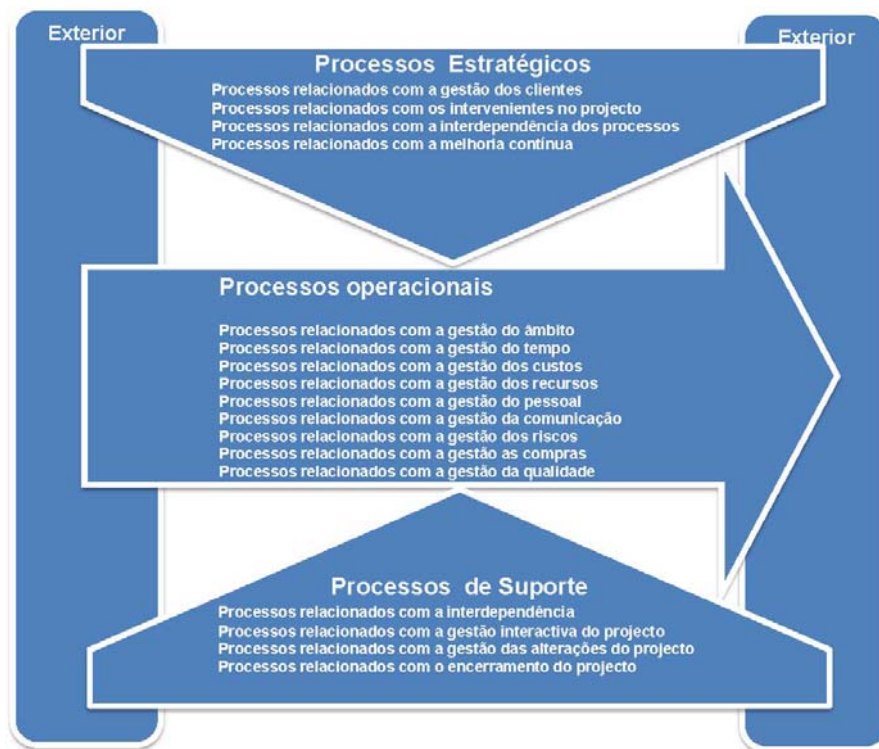 Exterior
Exterior
Processos Estratégicos
Processos relacionados com a gestão dos clientes
Processos relacionados com os intervenientes no projecto
Processos relacionados com a interdependência dos processos
Processos relacionados com a melhoria contínua
Processos operacionais
Processos relacionados com a gestão do âmbito
Processos relacionados com a gestão do tempo
Processos relacionados com a gestão dos custos
Processos relacionados com a gestão dos recursos
Processos relacionados com a gestão do pessoal
Processos relacionados com a gestão da comunicação
Processos relacionados com a gestão dos riscos
Processos relacionados com a gestão as compras
Processos relacionados com a gestão da qualidade
Processos de Suporte
Processos relacionados com a interdependência
Processos relacionados com a gestão interactiva do projecto
Processos relacionados com a gestão das alterações do projecto
Processos relacionados com o encerramento do projecto